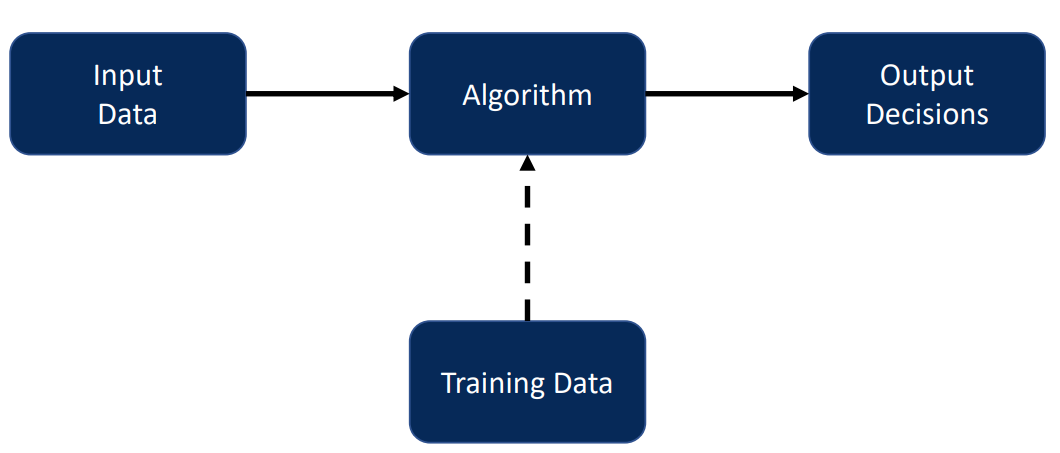 Input
Data
Algorithm
Output
Decisions
Training Data